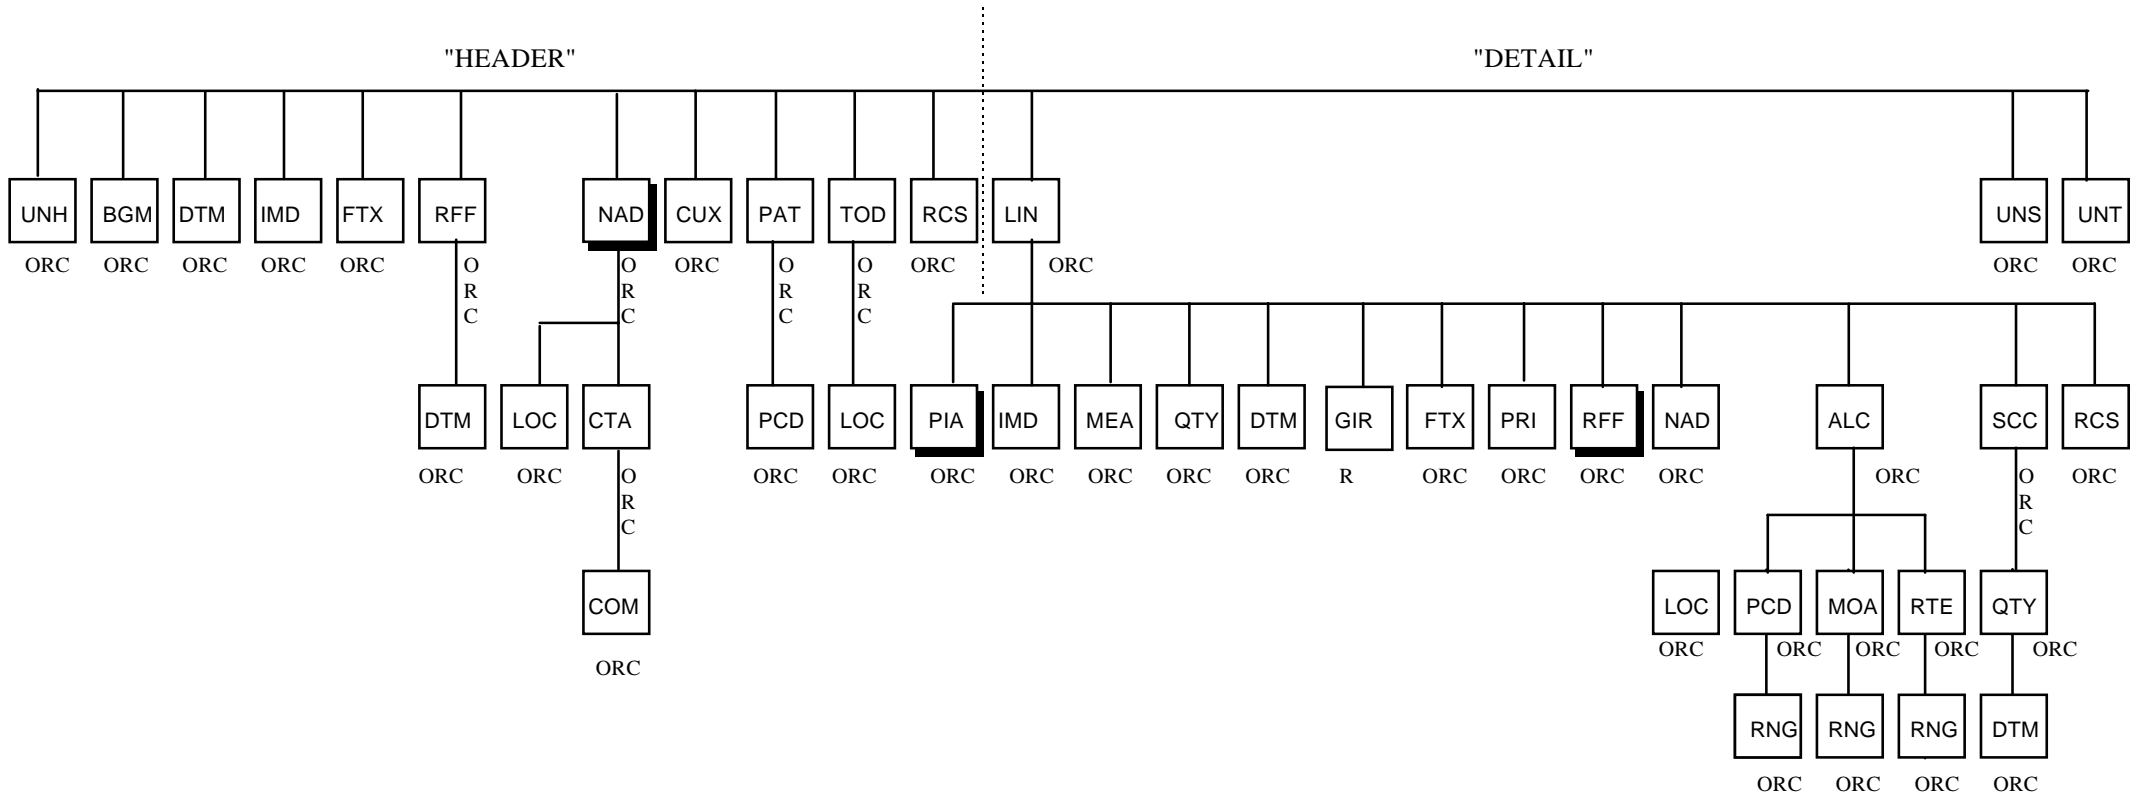 "HEADER" "DETAIL"
UNH BGM DTM IMD FTX RFF NAD CUX PAT TOD RCS LIN UNS UNT
ORC ORC ORC ORC ORC O R C O R C ORC O R C O R C ORC ORC ORC ORC
DTM LOC CTA PCD LOC PIA IMD MEA QTY DTM GIR FTX PRI RFF NAD ALC SCC RCS
ORC ORC O R C ORC ORC ORC ORC ORC ORC ORC R ORC ORC ORC ORC ORC O R C ORC
COM LOC PCD MOA RTE QTY
ORC ORC ORC ORC ORC ORC
RNG RNG RNG DTM
ORC ORC ORC ORC